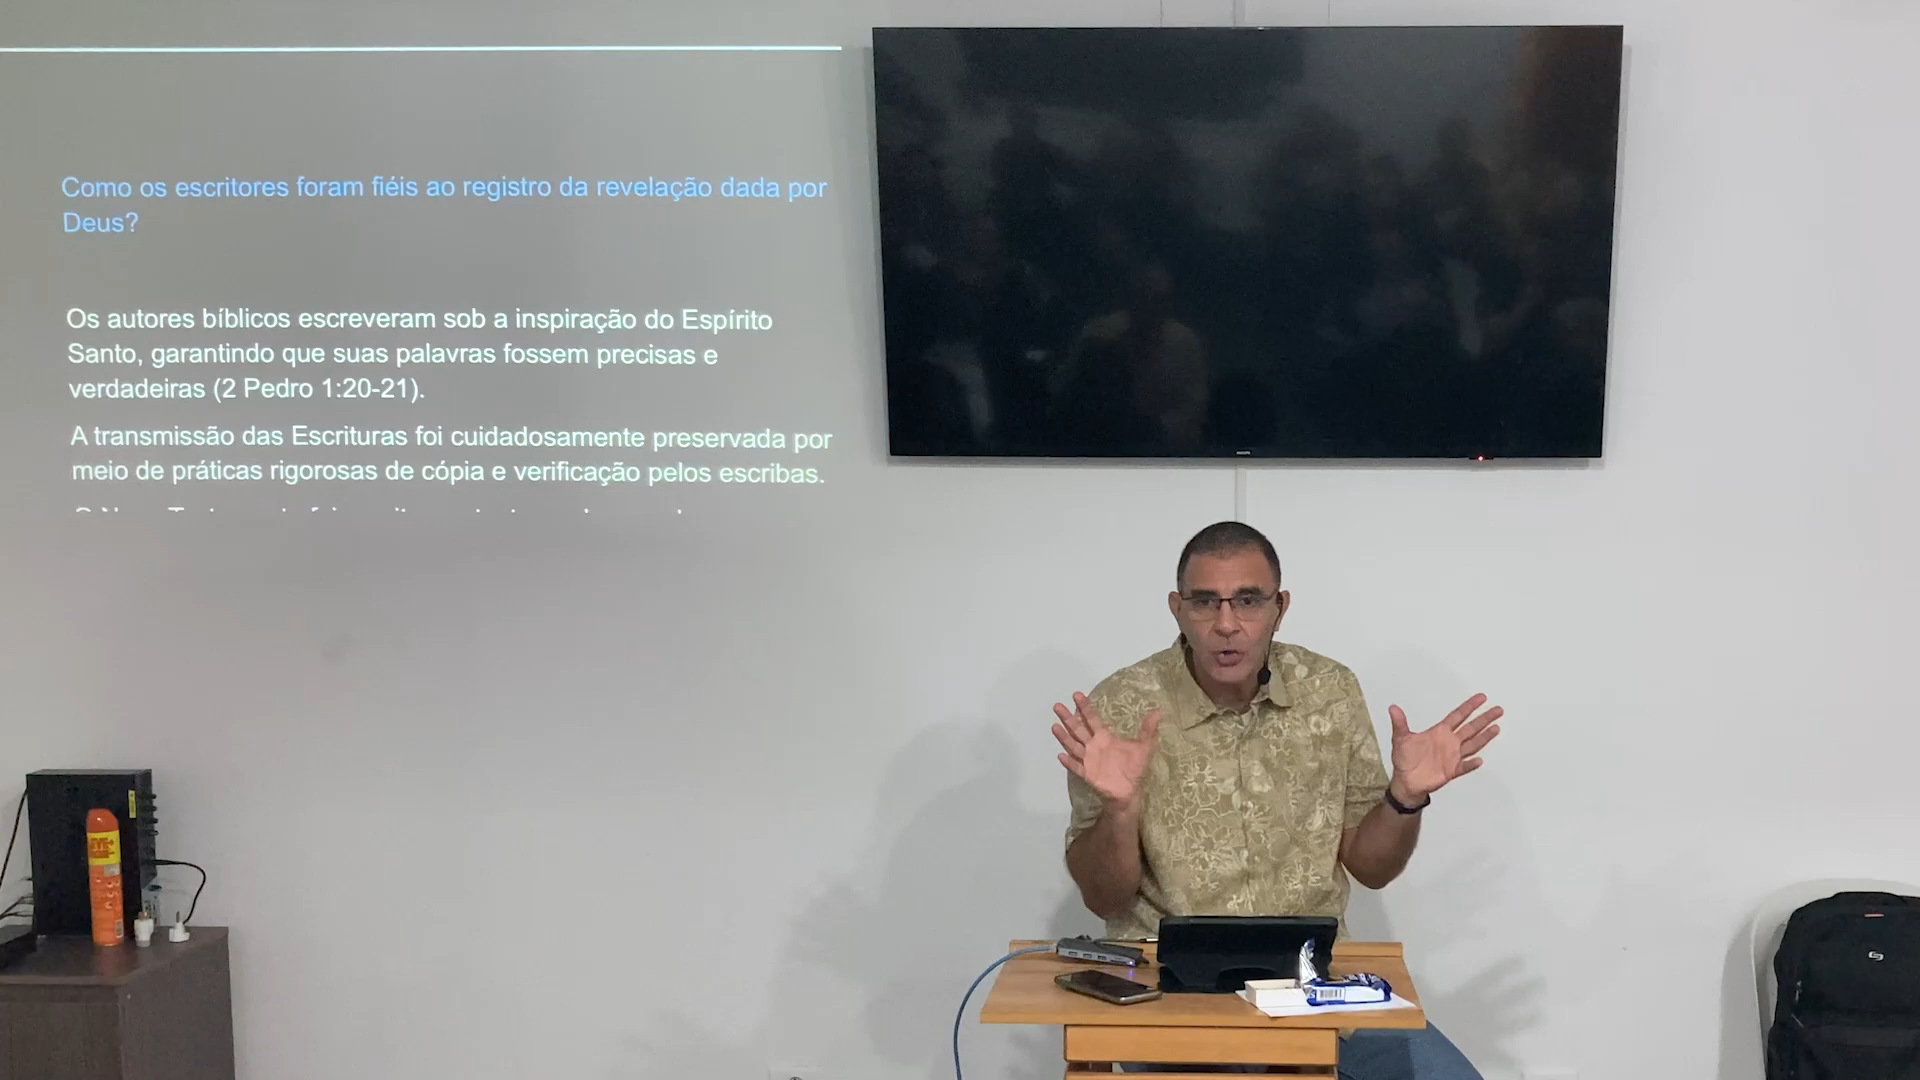 Como os escritores foram fiéis ao registro da revelação dada por
Deus?
Os autores bíblicos escreveram sob a inspiração do Espírito
Santo, garantindo que suas palavras fossem precisas e
verdadeiras (2 Pedro 1:20-21).
A transmissão das Escrituras foi cuidadosamente preservada por
meio de práticas rigorosas de cópia e verificação pelos escribas.